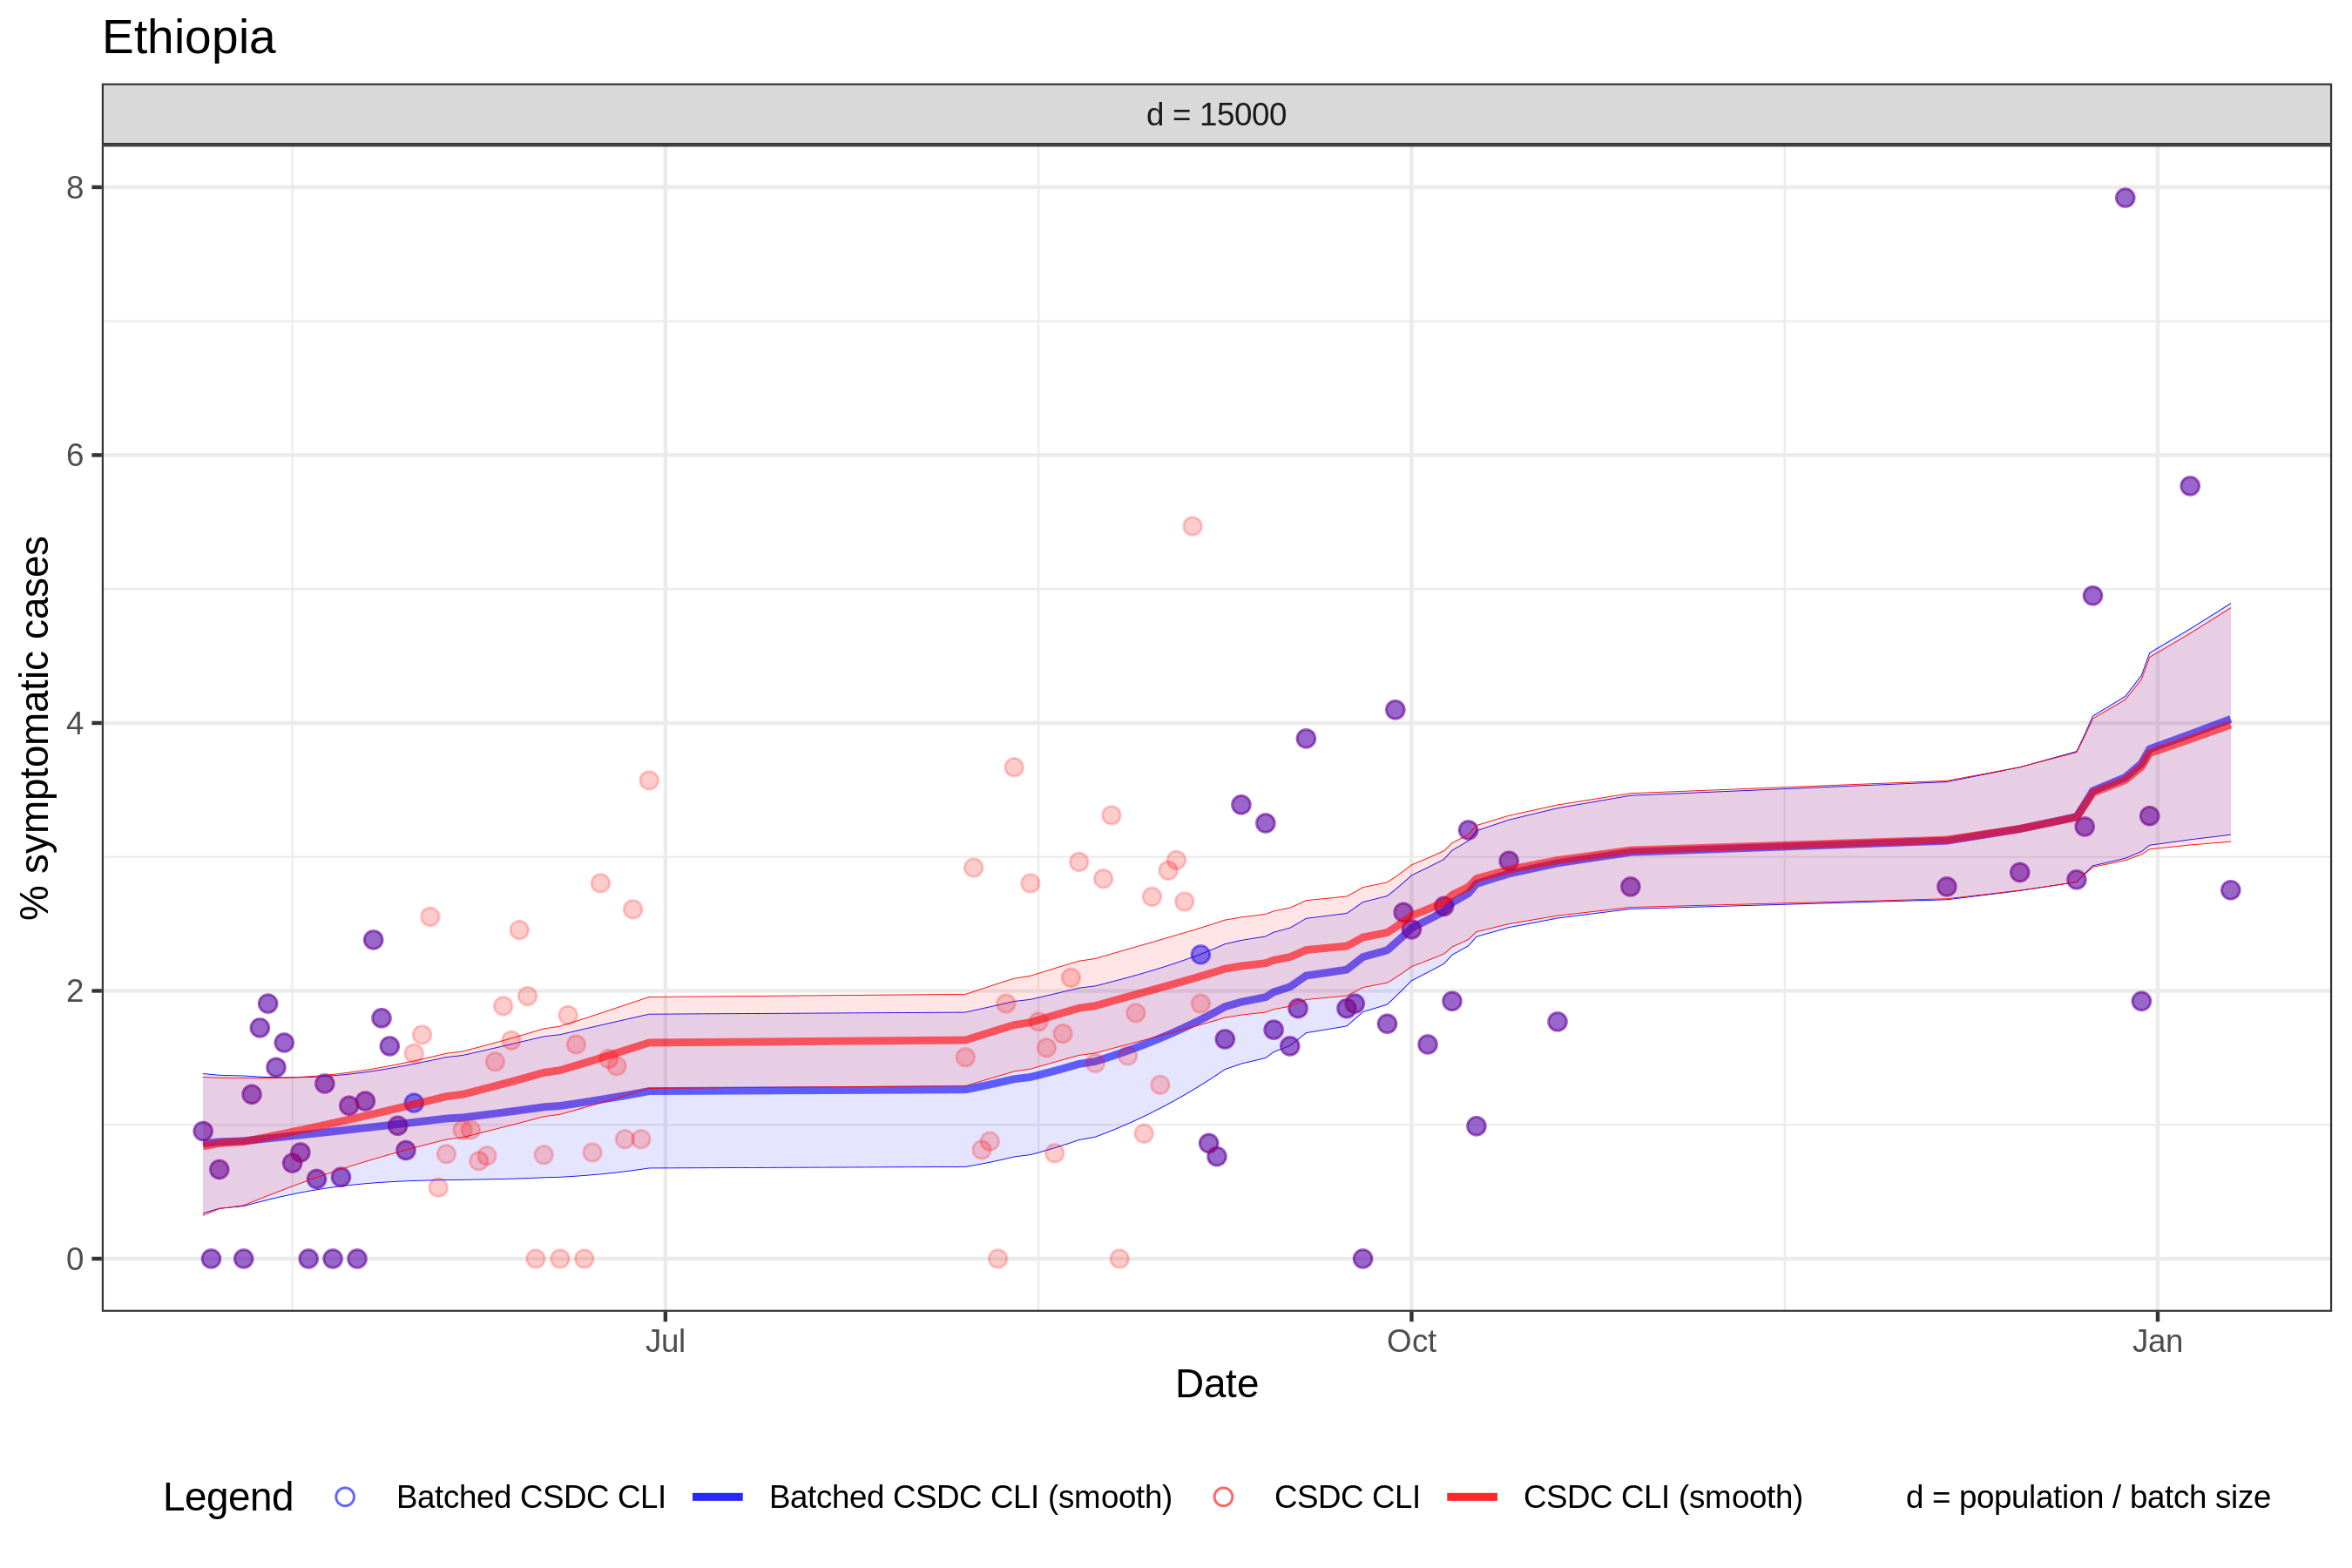 Ethiopia
d = 15000
8
6
4
2
0
% symptomatic cases
Jul
Oct
Jan
Date
Legend
Batched CSDC CLI
Batched CSDC CLI (smooth)
CSDC CLI
CSDC CLI (smooth)
d = population / batch size